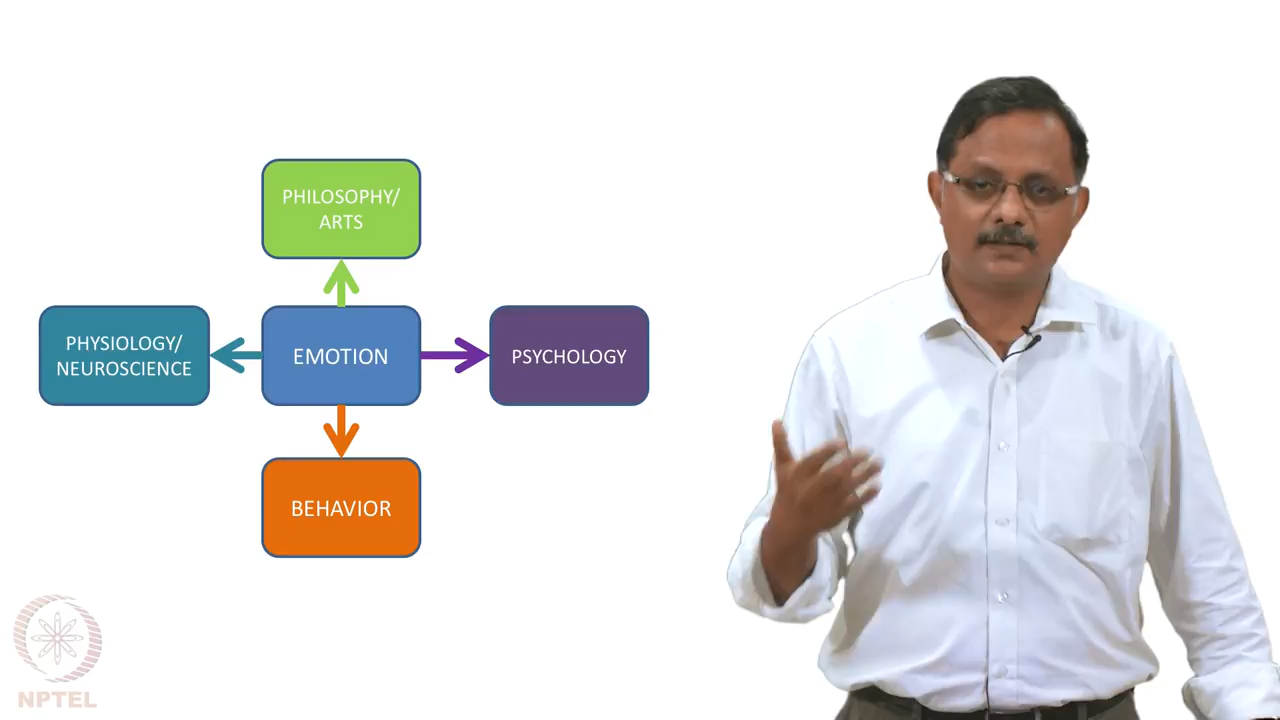 PHILOSOPHY/
ARTS
PHYSIOLOGY/
NEUROSCIENCE
EMOTION
PSYCHOLOGY
BEHAVIOR
NPTEL